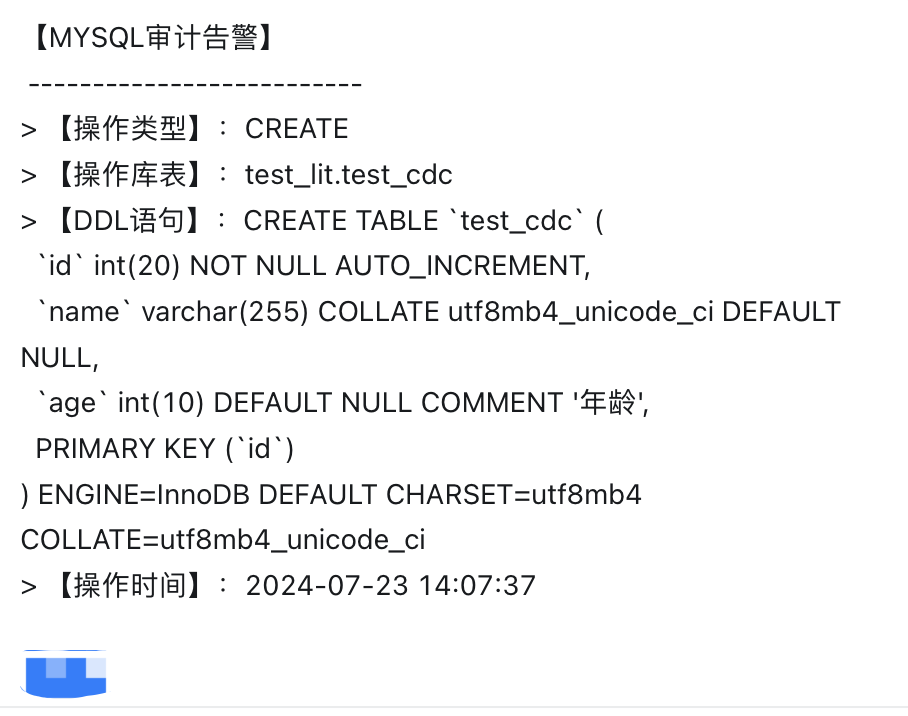 【MYSQL审计告警】
--------------------------
> 【操作类型】：CREATE
> 【操作库表】：test_lit.test_cdc
> 【DDL语句】：CREATE TABLE `test_cdc` (
`id` int(20) NOT NULL AUTO_INCREMENT,
`name` varchar(255) COLLATE utf8mb4_unicode_ci DEFAULT
NULL,
`age` int(10) DEFAULT NULL COMMENT '年龄',
PRIMARY KEY (`id`)
) ENGINE=InnoDB DEFAULT CHARSET=utf8mb4
COLLATE=utf8mb4_unicode_ci
> 【操作时间】：2024-07-23 14:07:37